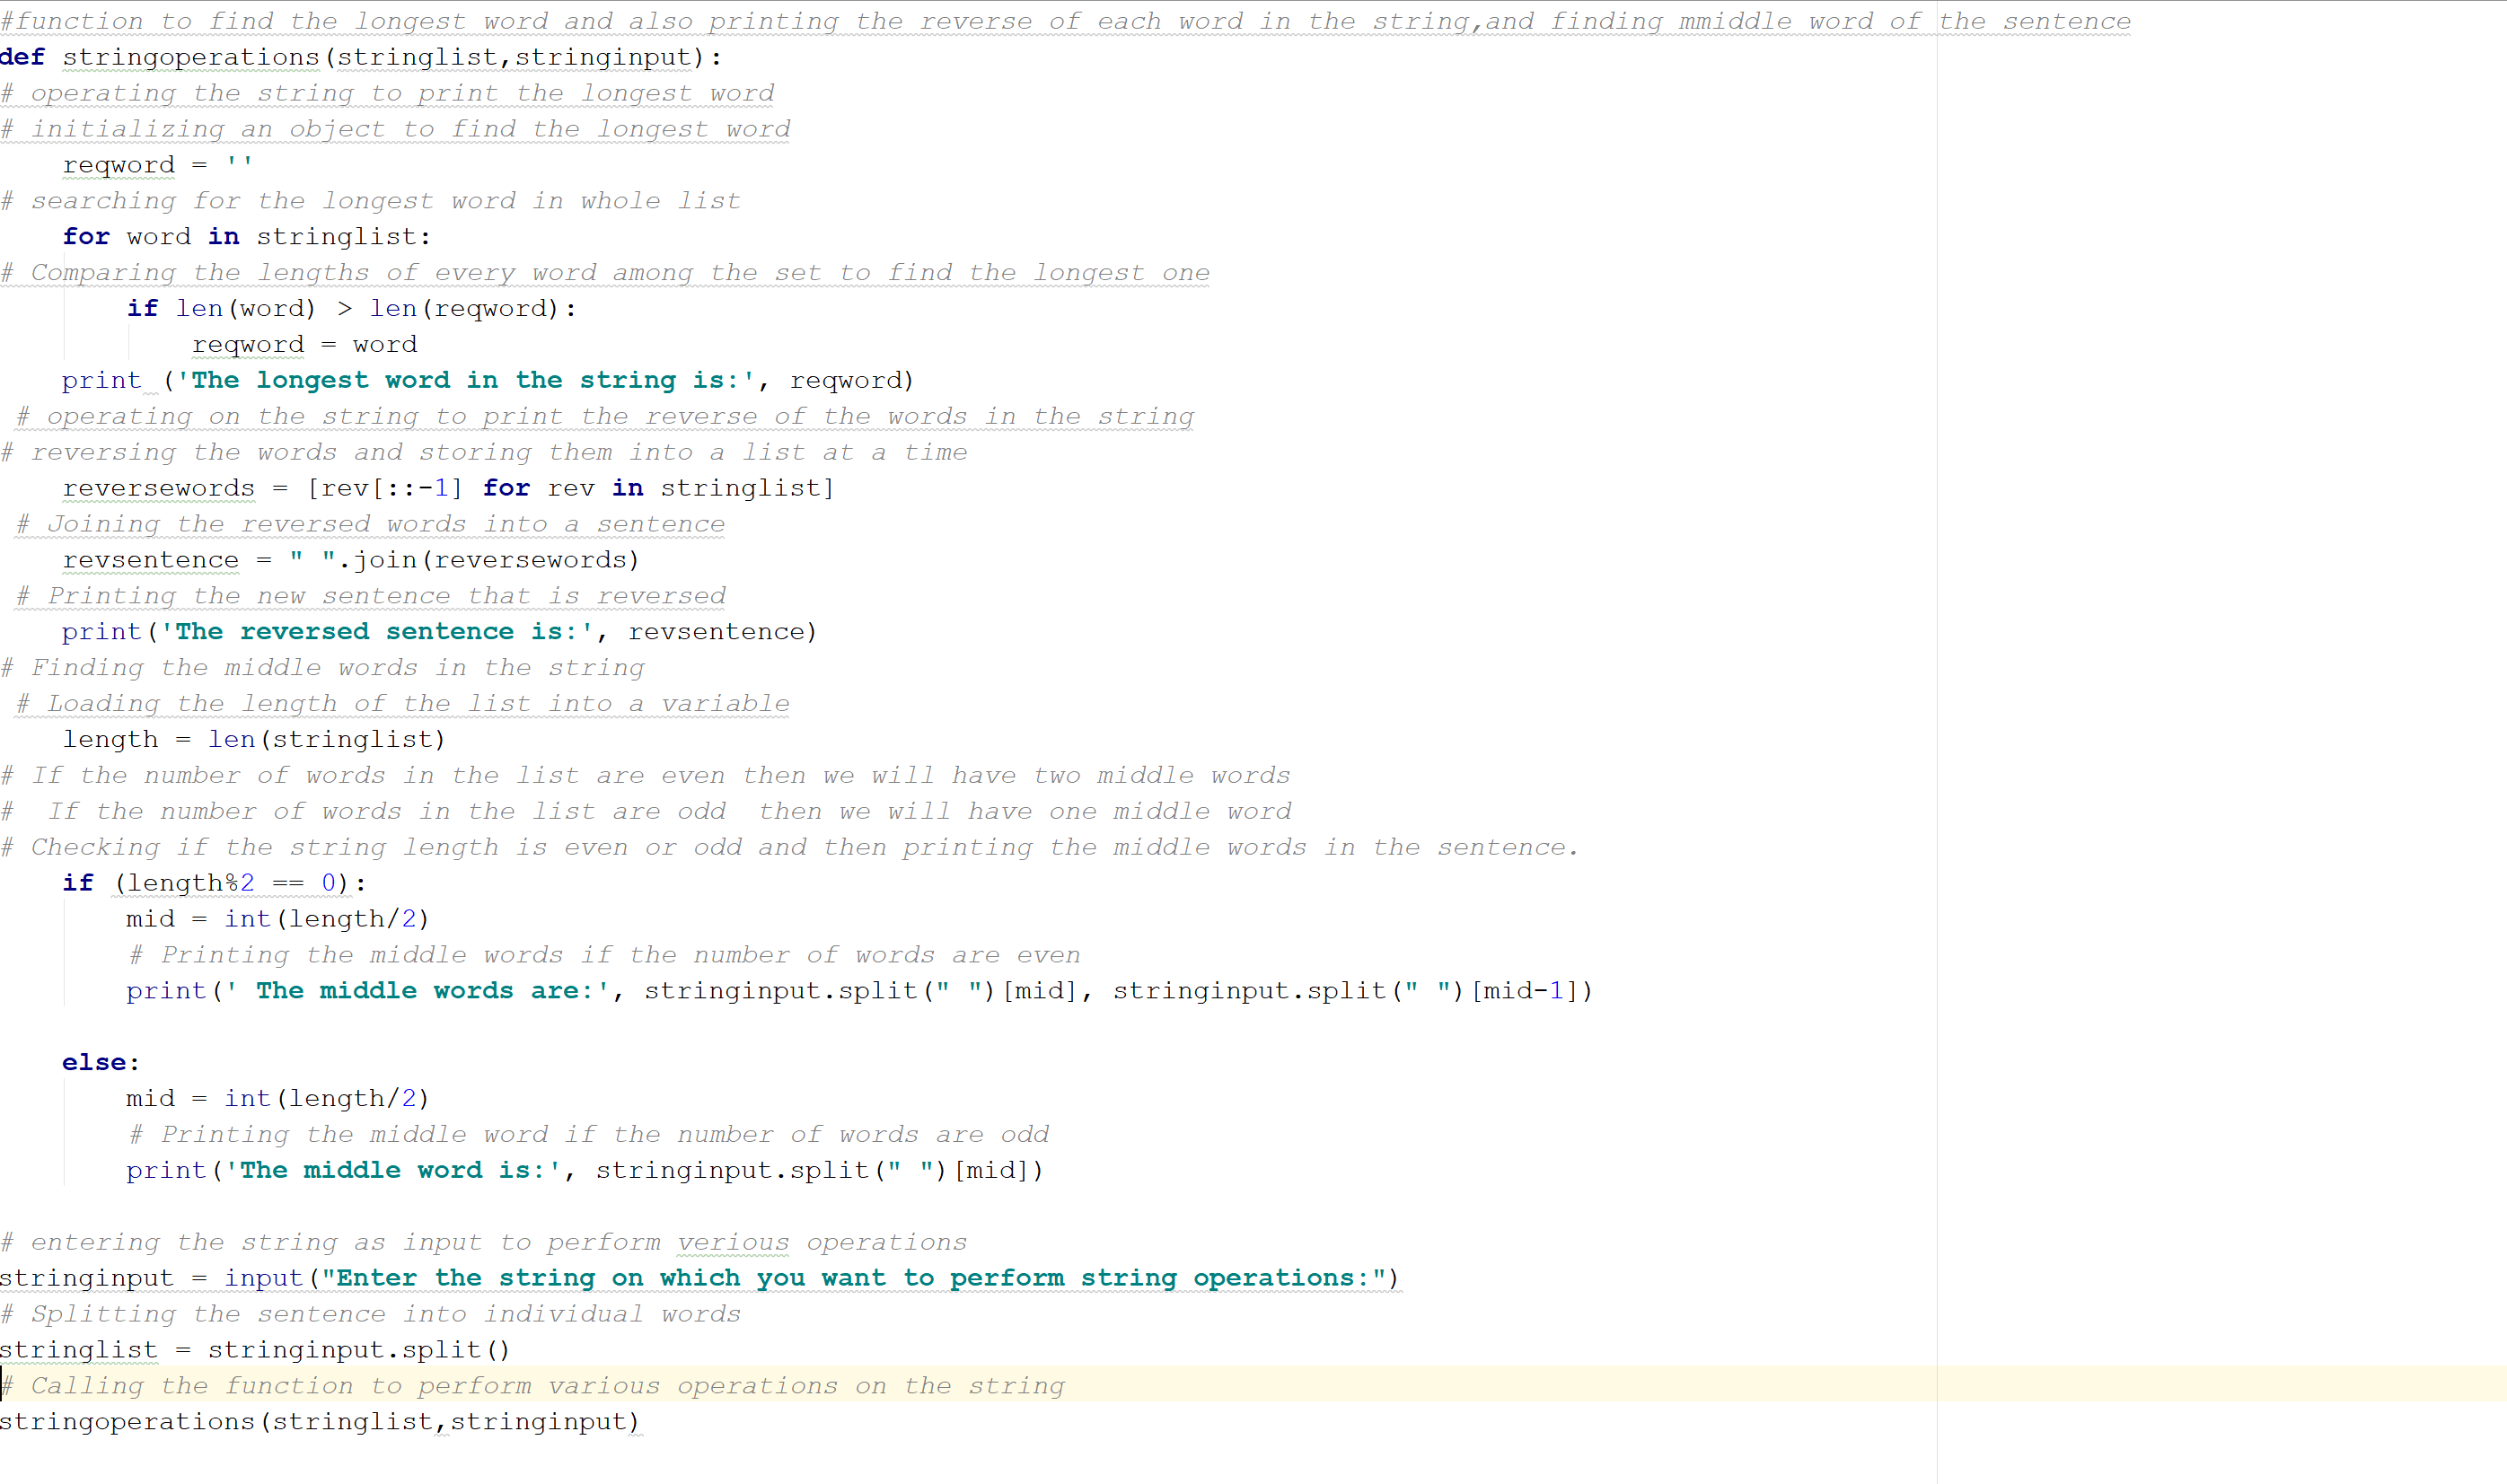 #function to find the longest word and also printing the reverse of each word in the string,and finding mmiddle word of the sentence
def stringoperations(stringlist,stringinput):
# operating the string to print the longest word
# initializing an object to find the longest word
    reqword = ''
# searching for the longest word in whole list
    for word in stringlist:
# Comparing the lengths of every word among the set to find the longest one
        if len(word) > len(reqword):
            reqword = word
    print ('The longest word in the string is:', reqword)
 # operating on the string to print the reverse of the words in the string
# reversing the words and storing them into a list at a time
    reversewords = [rev[::-1] for rev in stringlist]
 # Joining the reversed words into a sentence
    revsentence = " ".join(reversewords)
 # Printing the new sentence that is reversed
    print('The reversed sentence is:', revsentence)
# Finding the middle words in the string
 # Loading the length of the list into a variable
    length = len(stringlist)
# If the number of words in the list are even then we will have two middle words
#  If the number of words in the list are odd  then we will have one middle word
# Checking if the string length is even or odd and then printing the middle words in the sentence.
    if (length%2 == 0):
        mid = int(length/2)
        # Printing the middle words if the number of words are even
        print(' The middle words are:', stringinput.split(" ")[mid], stringinput.split(" ")[mid-1])
    else:
        mid = int(length/2)
        # Printing the middle word if the number of words are odd
        print('The middle word is:', stringinput.split(" ")[mid])
# entering the string as input to perform verious operations
stringinput = input("Enter the string on which you want to perform string operations:")
# Splitting the sentence into individual words
stringlist = stringinput.split()
# Calling the function to perform various operations on the string
stringoperations(stringlist,stringinput)